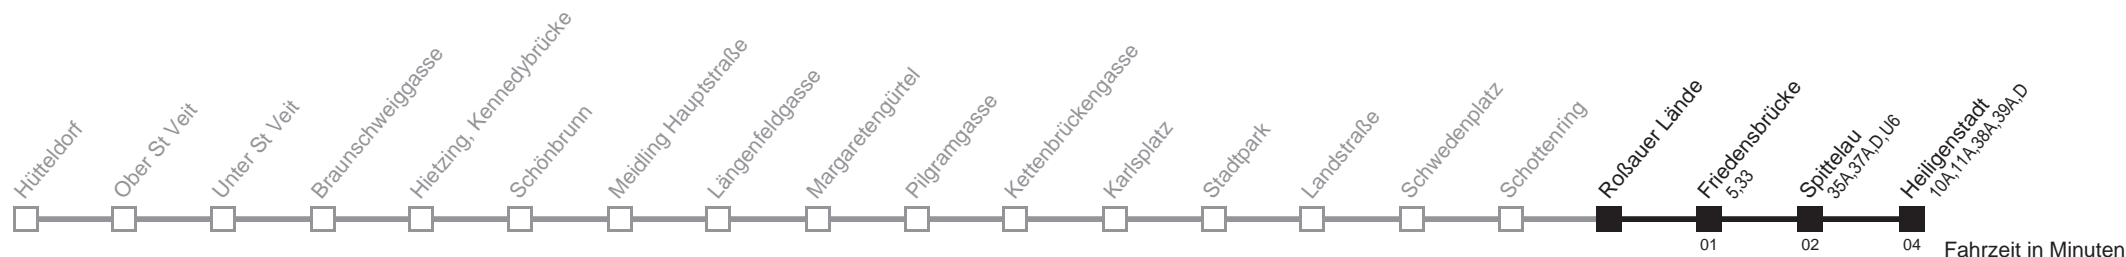 Hütteldorf
Ober St Veit
Unter St Veit
Braunschweiggasse
Hietzing, Kennedybrücke
Schönbrunn
Meidling Hauptstraße
Längenfeldgasse
Margaretengürtel
Pilgramgasse
Kettenbrückengasse
Karlsplatz
Stadtpark
Landstraße
Schwedenplatz
Schottenring
Roßauer Lände
Friedensbrücke
5,33
Spittelau
35A,37A,D,U6
Heiligenstadt
10A,11A,38A,39A,D
01
02
04
Fahrzeit in Minuten